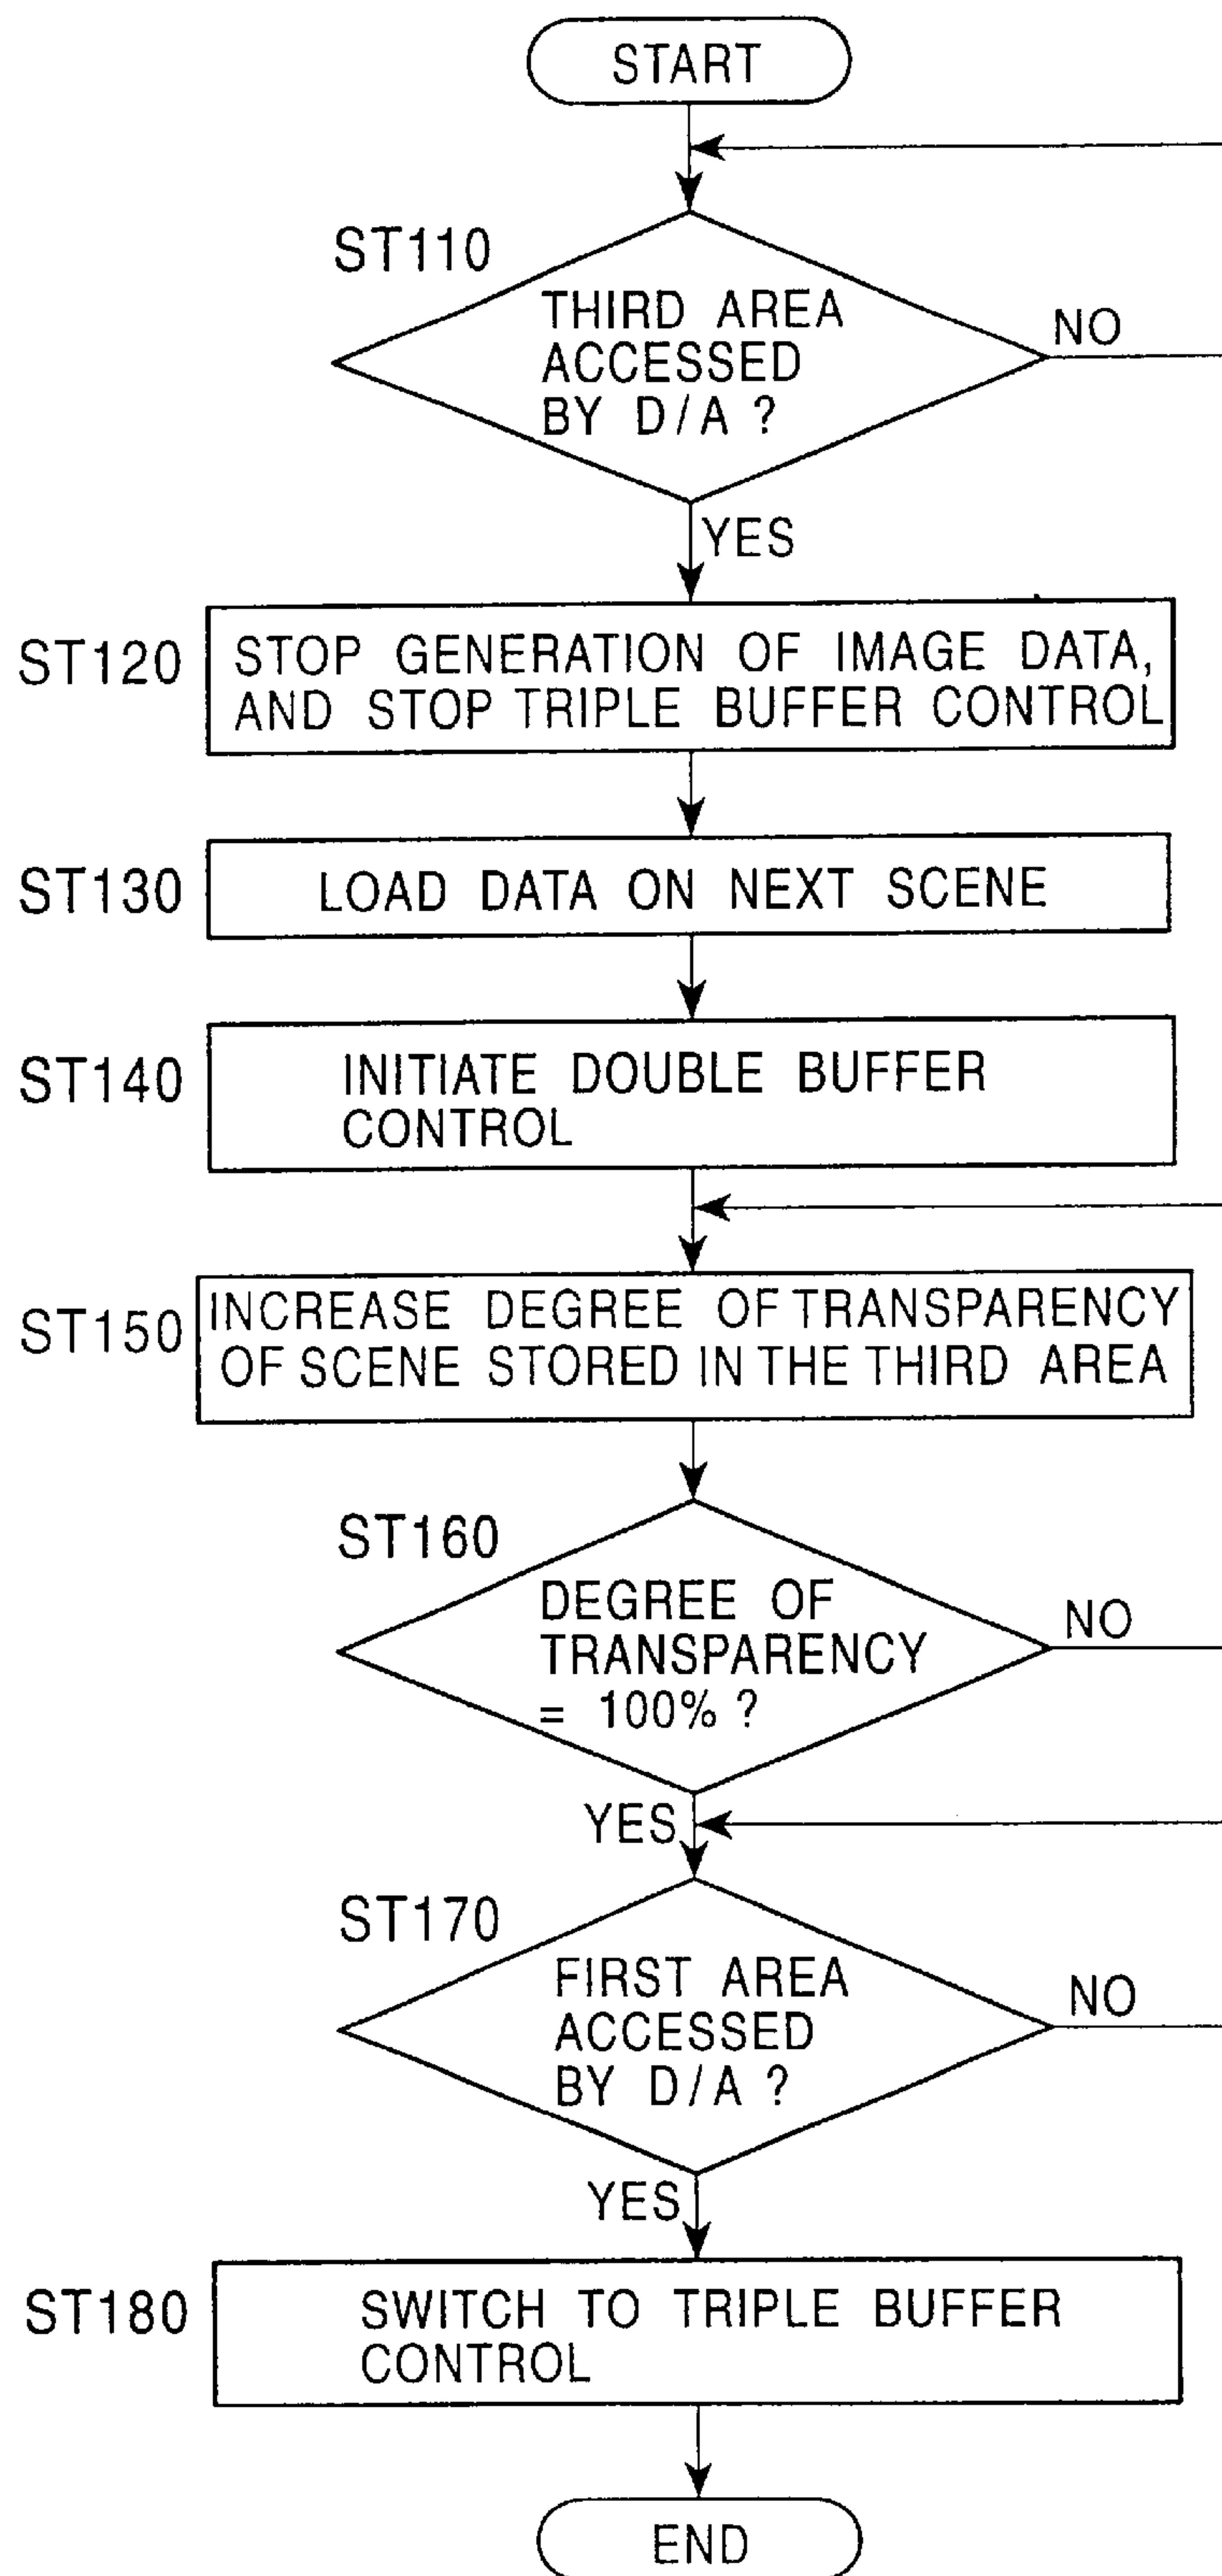 START
ST110
THIRD AREA
ACCESSED
BY D/A ?
NO
YES
ST120
STOP GENERATION OF IMAGE DATA,
AND STOP TRIPLE BUFFER CONTROL
ST130
LOAD DATA ON NEXT SCENE
ST140
INITIATE DOUBLE BUFFER
CONTROL
ST150
INCREASE DEGREE OF TRANSPARENCY
OF SCENE STORED IN THE THIRD AREA
ST160
DEGREE OF
TRANSPARENCY
= 100% ?
NO
YES
ST170
FIRST AREA
ACCESSED
BY D/A ?
NO
YES
ST180
SWITCH TO TRIPLE BUFFER
CONTROL
END